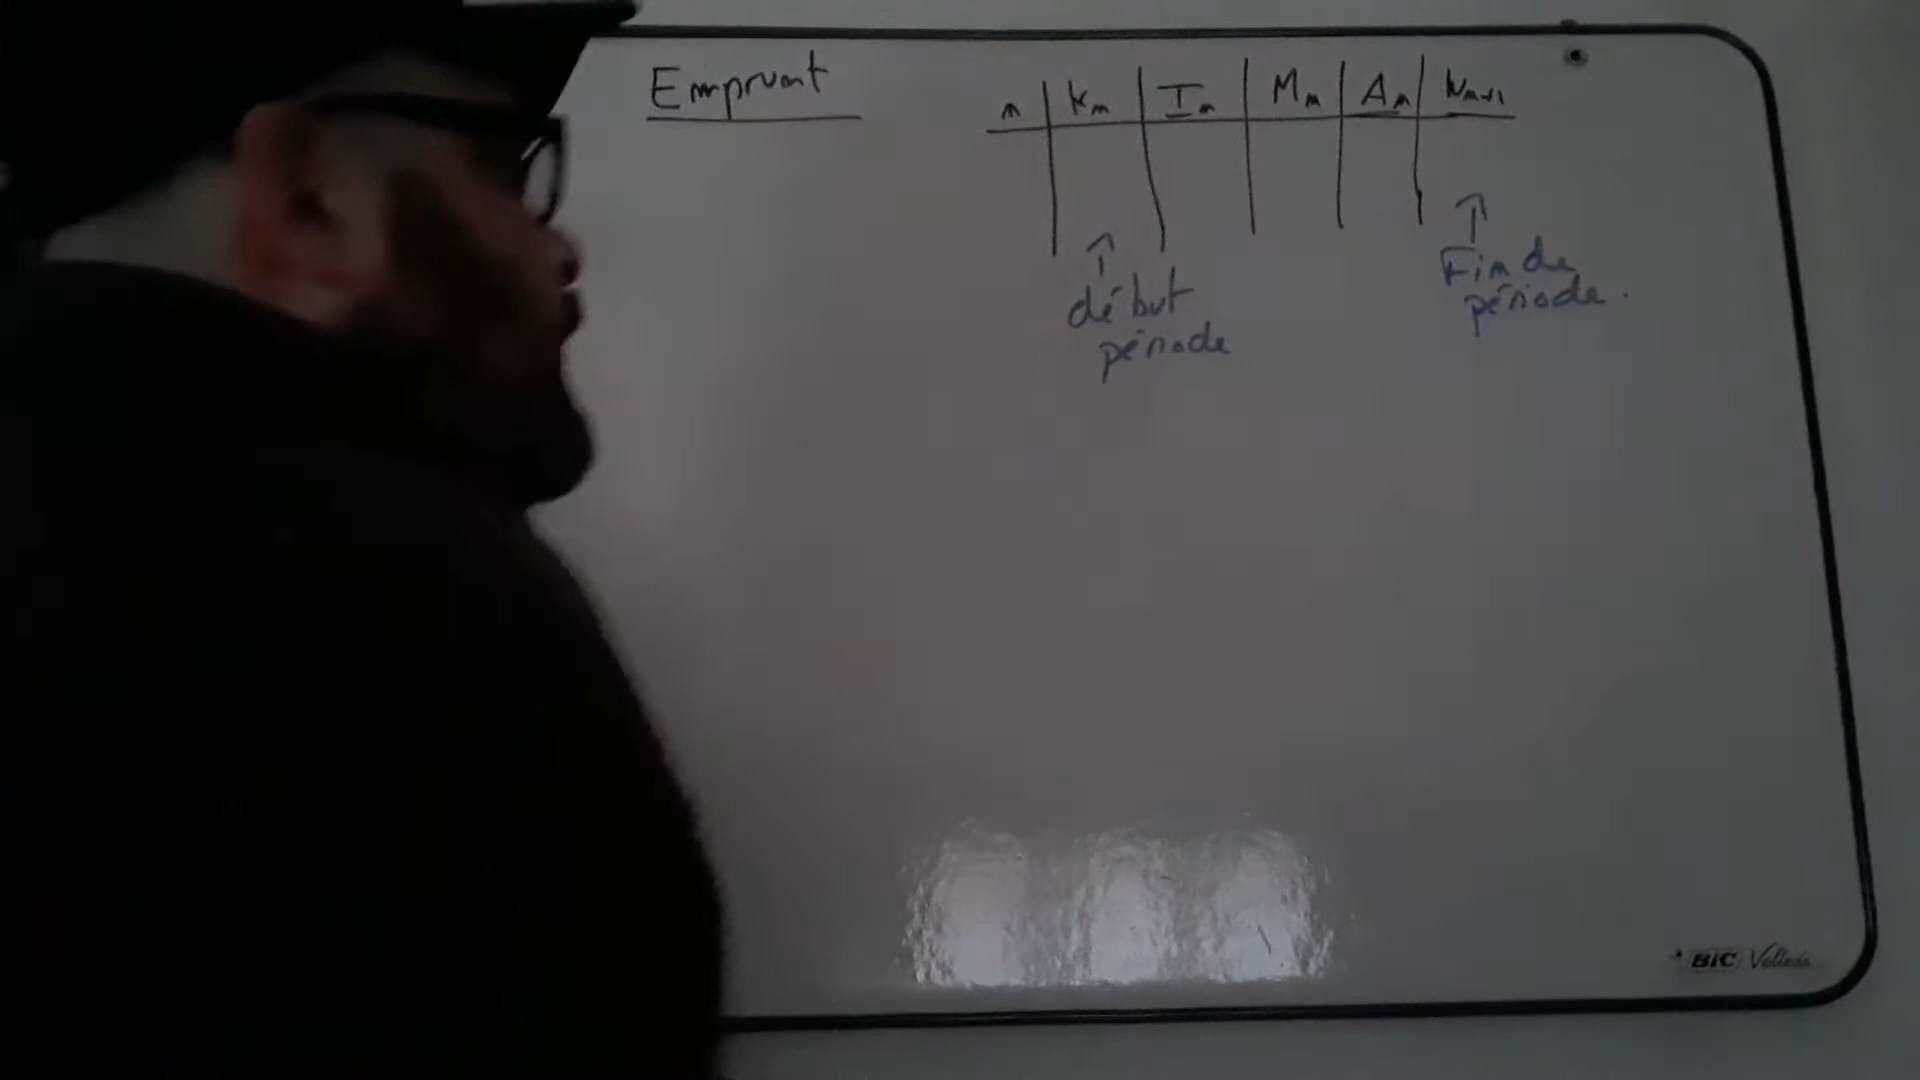 Emprunt
n | Kn | In | Mn | An | Kn+1
début
période
Fin de
période.
BIC Velleda